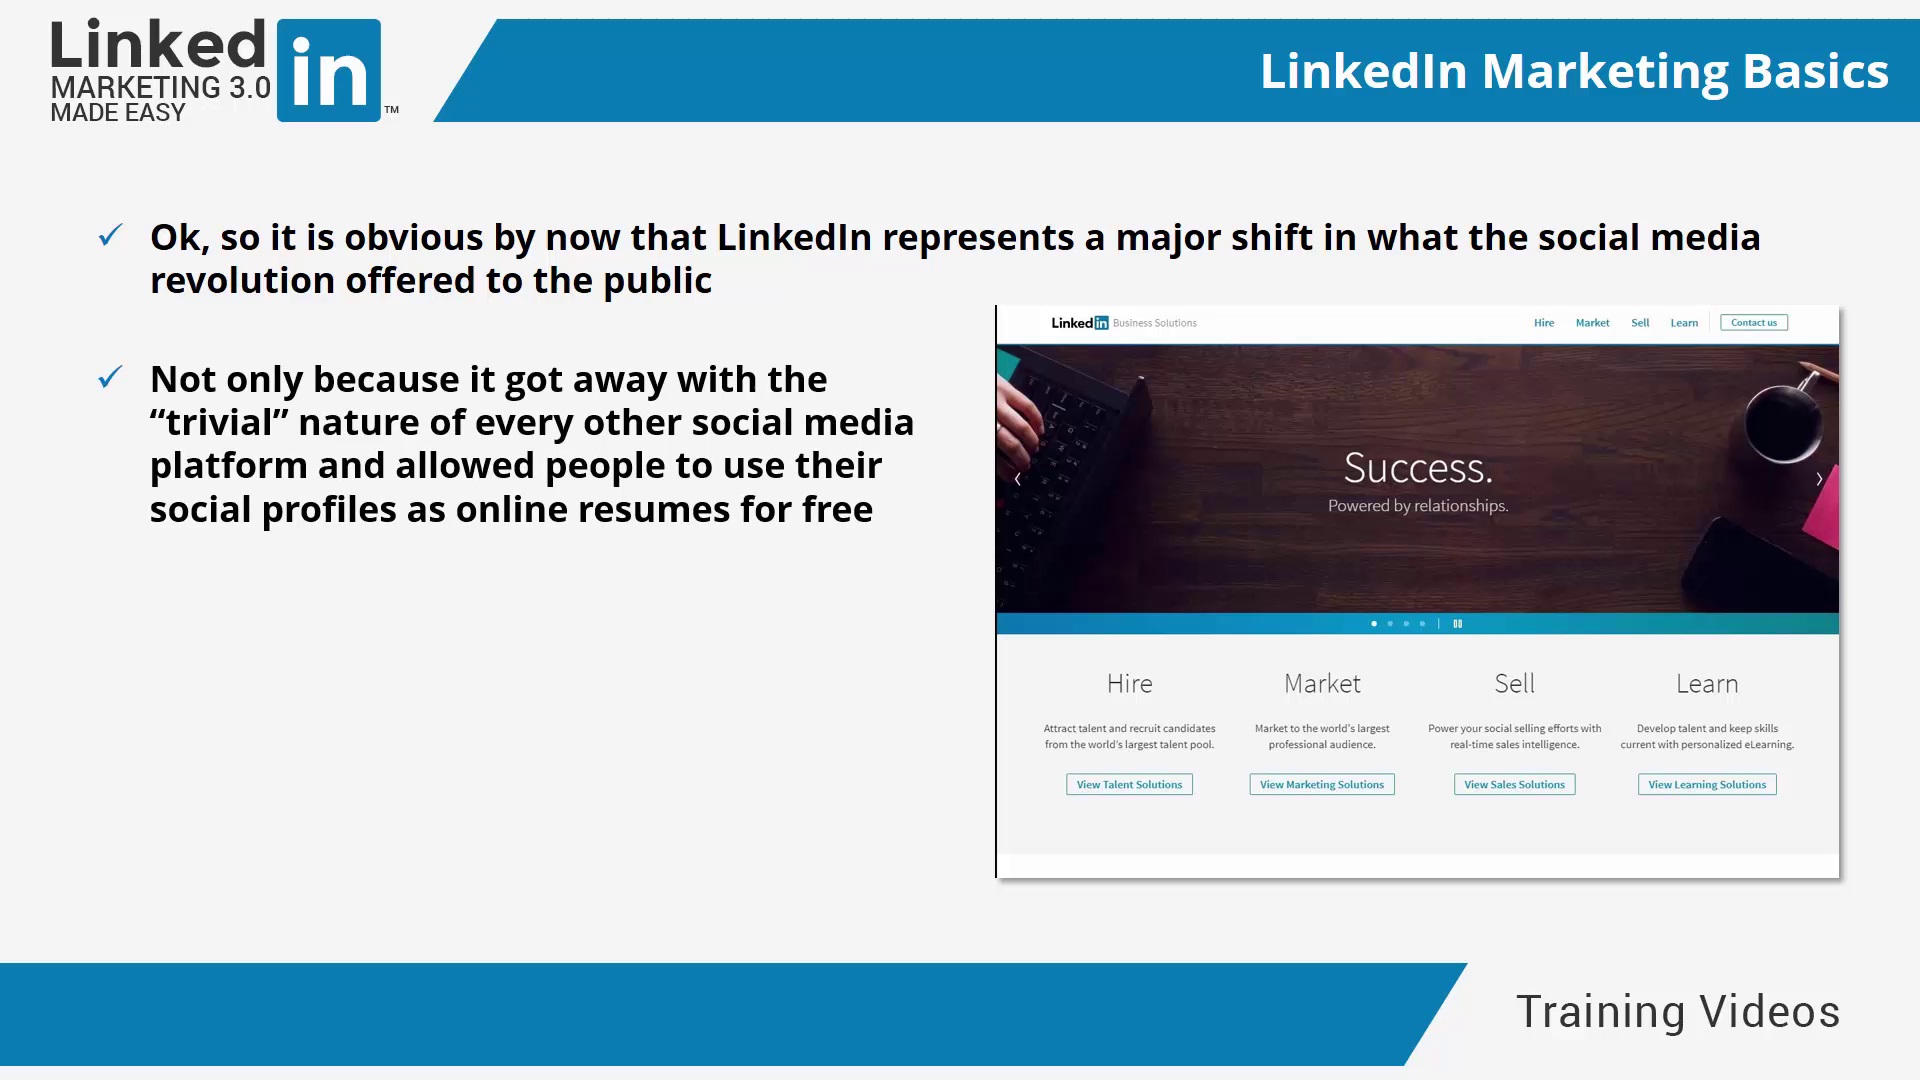 Linked in
MARKETING 3.0
MADE EASY
TM
LinkedIn Marketing Basics
Ok, so it is obvious by now that LinkedIn represents a major shift in what the social media
revolution offered to the public
Not only because it got away with the
“trivial” nature of every other social media
platform and allowed people to use their
social profiles as online resumes for free
Linked in Business Solutions
Hire Market Sell Learn Contact us
Success.
Powered by relationships.
Hire
Attract talent and recruit candidates
from the world's largest talent pool.
View Talent Solutions
Market
Market to the world's largest
professional audience.
View Marketing Solutions
Sell
Power your social selling efforts with
real-time sales intelligence.
View Sales Solutions
Learn
Develop talent and keep skills
current with personalized eLearning.
View Learning Solutions
Training Videos